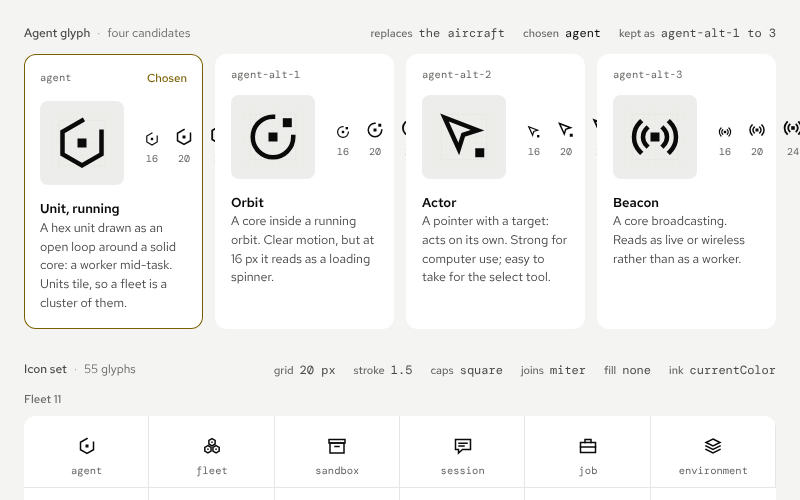 Agent glyph · four candidates
replaces the aircraft chosen agent kept as agent-alt-1 to 3
agent Chosen
16 20
Unit, running
A hex unit drawn as an
open loop around a solid
core: a worker mid-task.
Units tile, so a fleet is a
cluster of them.
agent-alt-1
16 20
Orbit
A core inside a running
orbit. Clear motion, but at
16 px it reads as a loading
spinner.
agent-alt-2
16 20
Actor
A pointer with a target:
acts on its own. Strong for
computer use; easy to
take for the select tool.
agent-alt-3
16 20 24
Beacon
A core broadcasting.
Reads as live or wireless
rather than as a worker.
Icon set · 55 glyphs
grid 20 px stroke 1.5 caps square joins miter fill none ink currentColor
Fleet 11
agent fleet sandbox session job environment